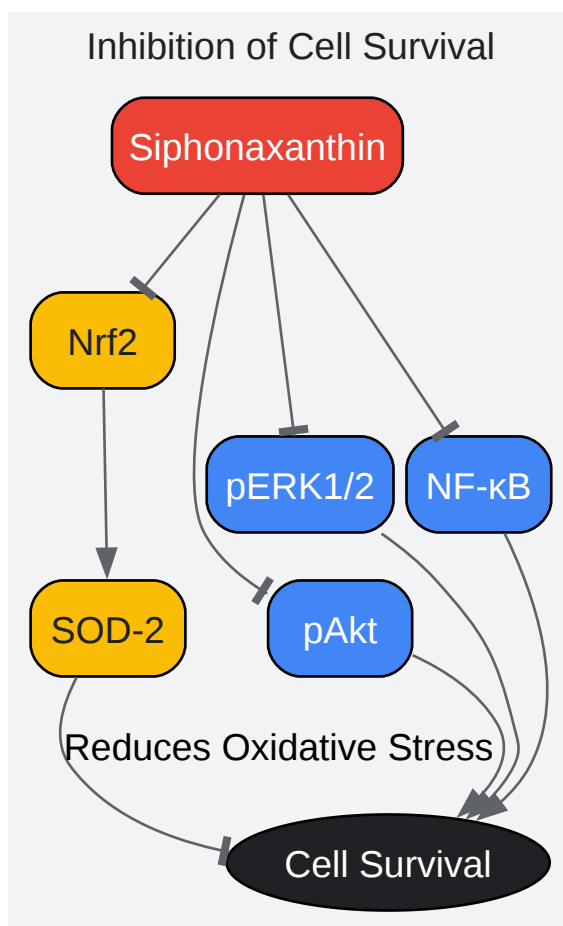 Inhibition of Cell Survival
Siphonaxanthin
Nrf2
pERK1/2
NF-κB
SOD-2
pAkt
Reduces Oxidative Stress
Cell Survival